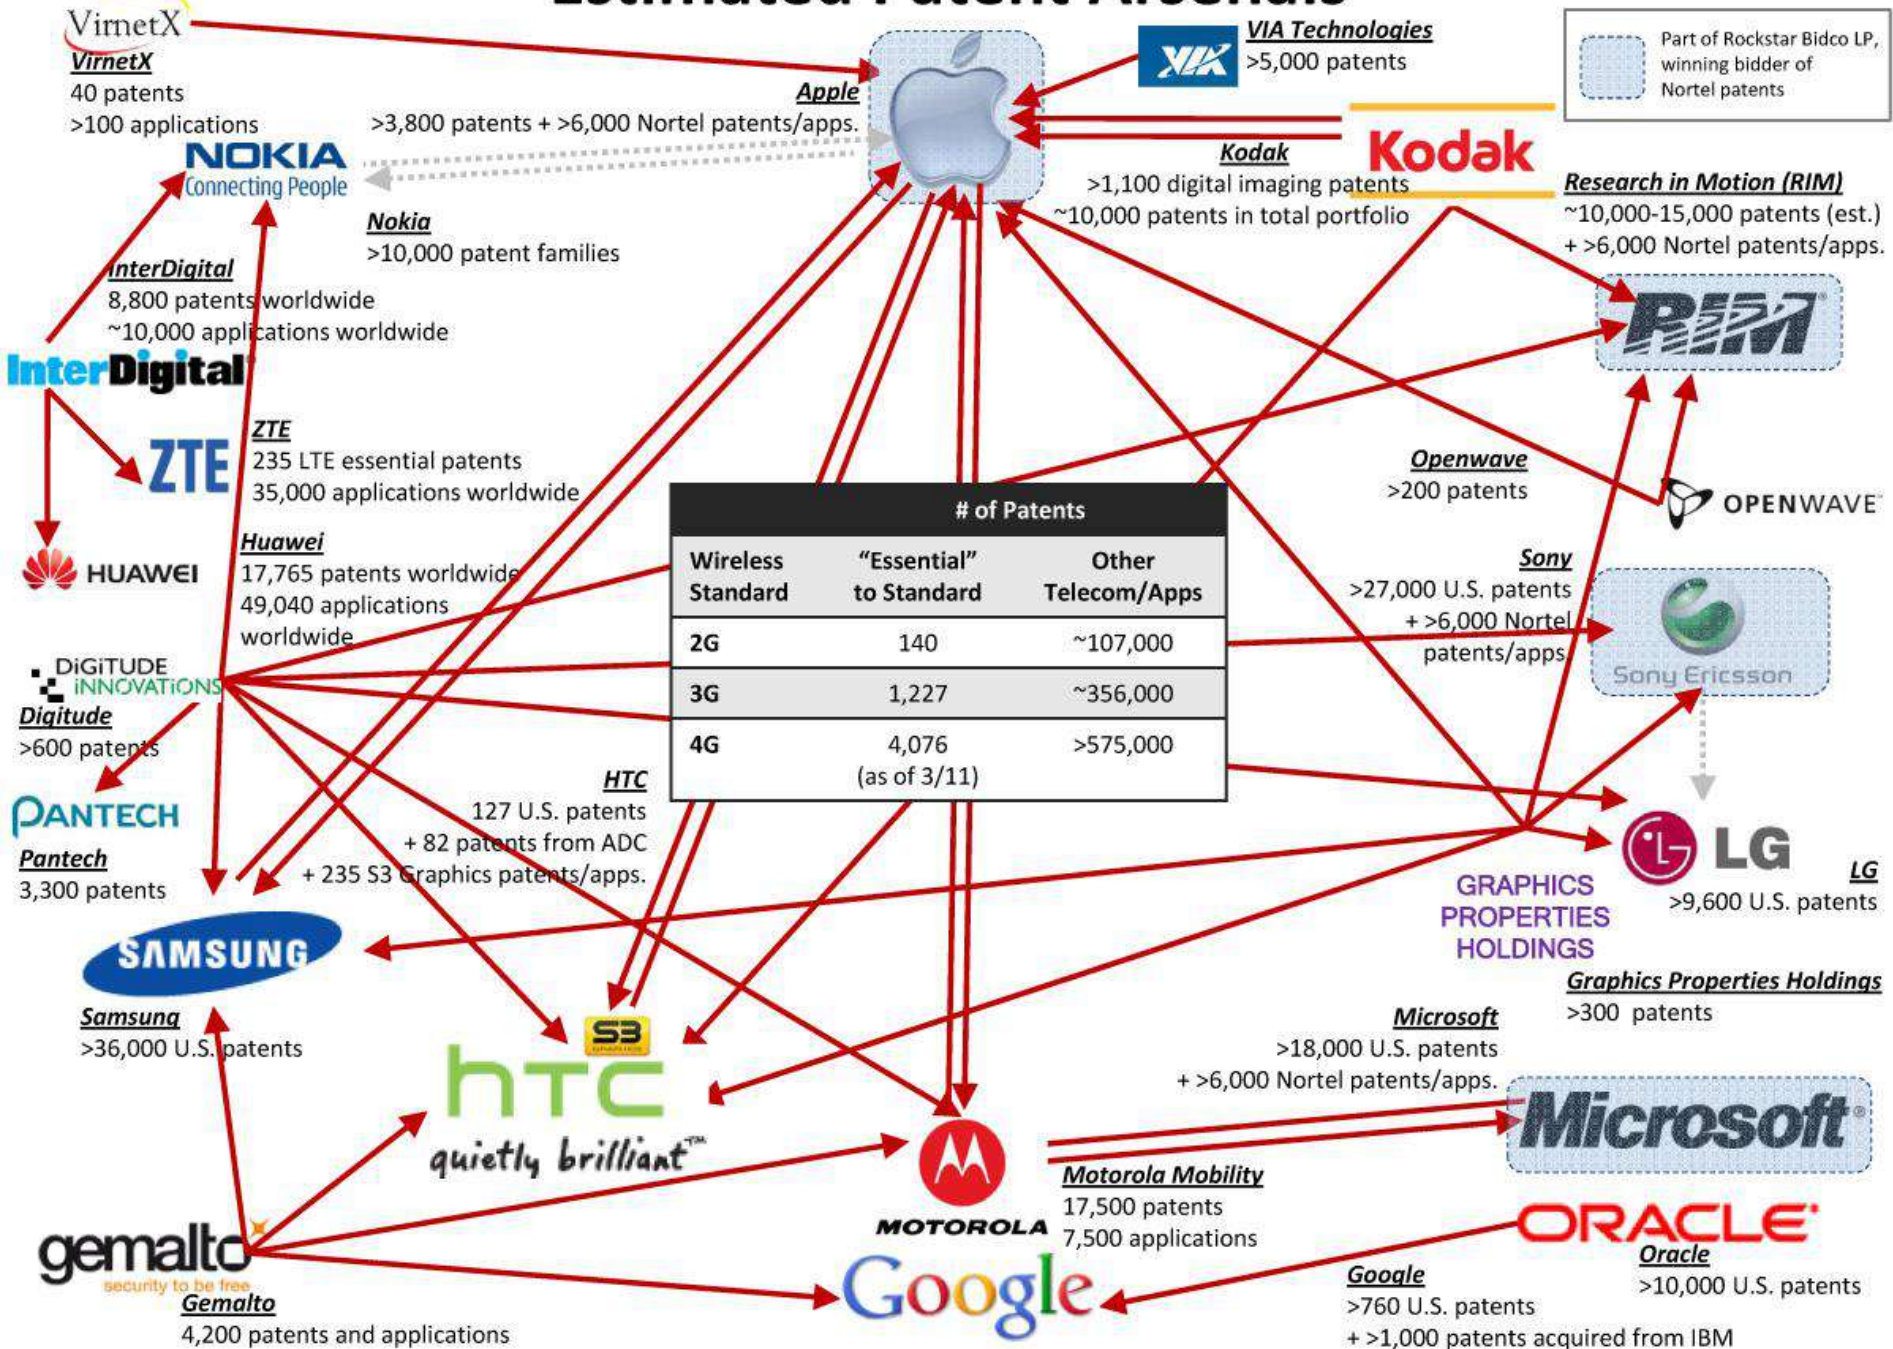 Estimated Patent Arsenals
VirnetX
VirnetX
40 patents
>100 applications
NOKIA
Connecting People
Nokia
>10,000 patent families
Apple
>3,800 patents + >6,000 Nortel patents/apps.
VIA
VIA Technologies
>5,000 patents
Part of Rockstar Bidco LP,
winning bidder of
Nortel patents
Kodak
Kodak
>1,100 digital imaging patents
~10,000 patents in total portfolio
Research in Motion (RIM)
~10,000-15,000 patents (est.)
+ >6,000 Nortel patents/apps.
RIM
InterDigital
8,800 patents worldwide
~10,000 applications worldwide
InterDigital
ZTE
ZTE
235 LTE essential patents
35,000 applications worldwide
HUAWEI
Huawei
17,765 patents worldwide
49,040 applications
worldwide
Openwave
>200 patents
OPENWAVE
# of Patents
Wireless Standard
"Essential" to Standard
Other Telecom/Apps
2G 140 ~107,000
3G 1,227 ~356,000
4G 4,076 >575,000
(as of 3/11)
Sony
>27,000 U.S. patents
+ >6,000 Nortel
patents/apps.
Sony Ericsson
DiGiTUDE
iNNOVATiONS
Digitude
>600 patents
PANTECH
Pantech
3,300 patents
HTC
127 U.S. patents
+ 82 patents from ADC
+ 235 S3 Graphics patents/apps.
LG
LG
>9,600 U.S. patents
GRAPHICS
PROPERTIES
HOLDINGS
Graphics Properties Holdings
>300 patents
SAMSUNG
Samsung
>36,000 U.S. patents
S3
GRAPHICS
hTC
quietly brilliant™
Microsoft
>18,000 U.S. patents
+ >6,000 Nortel patents/apps.
Microsoft®
MOTOROLA
Motorola Mobility
17,500 patents
7,500 applications
ORACLE
Oracle
>10,000 U.S. patents
gemalto
security to be free
Gemalto
4,200 patents and applications
Google
Google
>760 U.S. patents
+ >1,000 patents acquired from IBM